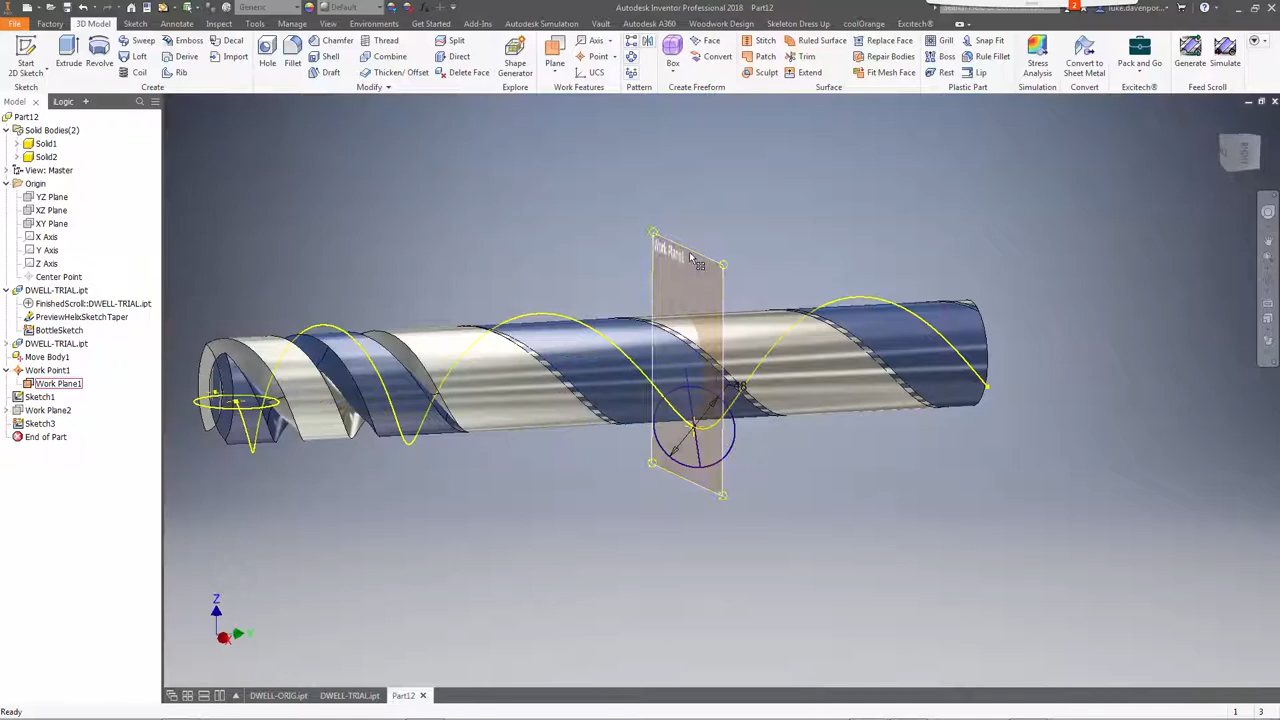 Generic
Default
Autodesk Inventor Professional 2018 Part12
luke.davenpor...
File Factory 3D Model Sketch Annotate Inspect Tools Manage View Environments Get Started Add-Ins Autodesk Simulation Vault Autodesk A360 Woodwork Design Carleton Dress Up coolOrange Excitech®
Start
2D Sketch
Sketch
Extrude
Revolve
Sweep
Loft
Coil
Emboss
Derive
Rib
Decal
Import
Create
Hole
Fillet
Chamfer
Shell
Draft
Thread
Combine
Thicken/ Offset
Split
Direct
Delete Face
Modify
Shape
Generator
Explore
Plane
Axis
Point
UCS
Work Features
Pattern
Box
Face
Convert
Create Freeform
Stitch
Patch
Sculpt
Ruled Surface
Trim
Extend
Replace Face
Repair Bodies
Fit Mesh Face
Surface
Grill
Boss
Rest
Snap Fit
Rule Fillet
Lip
Plastic Part
Stress
Analysis
Simulation
Convert to
Sheet Metal
Convert
Pack and Go
Excitech®
Generate
Simulate
Feed Scroll
Model
iLogic
Part12
Solid Bodies(2)
Solid1
Solid2
View: Master
Origin
YZ Plane
XZ Plane
XY Plane
X Axis
Y Axis
Z Axis
Center Point
DWELL-TRIAL.ipt
FinishedScroll::DWELL-TRIAL.ipt
PreviewHelixSketchTaper
BottleSketch
DWELL-TRIAL.ipt
Move Body1
Work Point1
Work Plane1
Sketch1
Work Plane2
Sketch3
End of Part
Work Plane1
Z
X
Y
DWELL-ORIG.ipt
DWELL-TRIAL.ipt
Part12
Ready
1
3